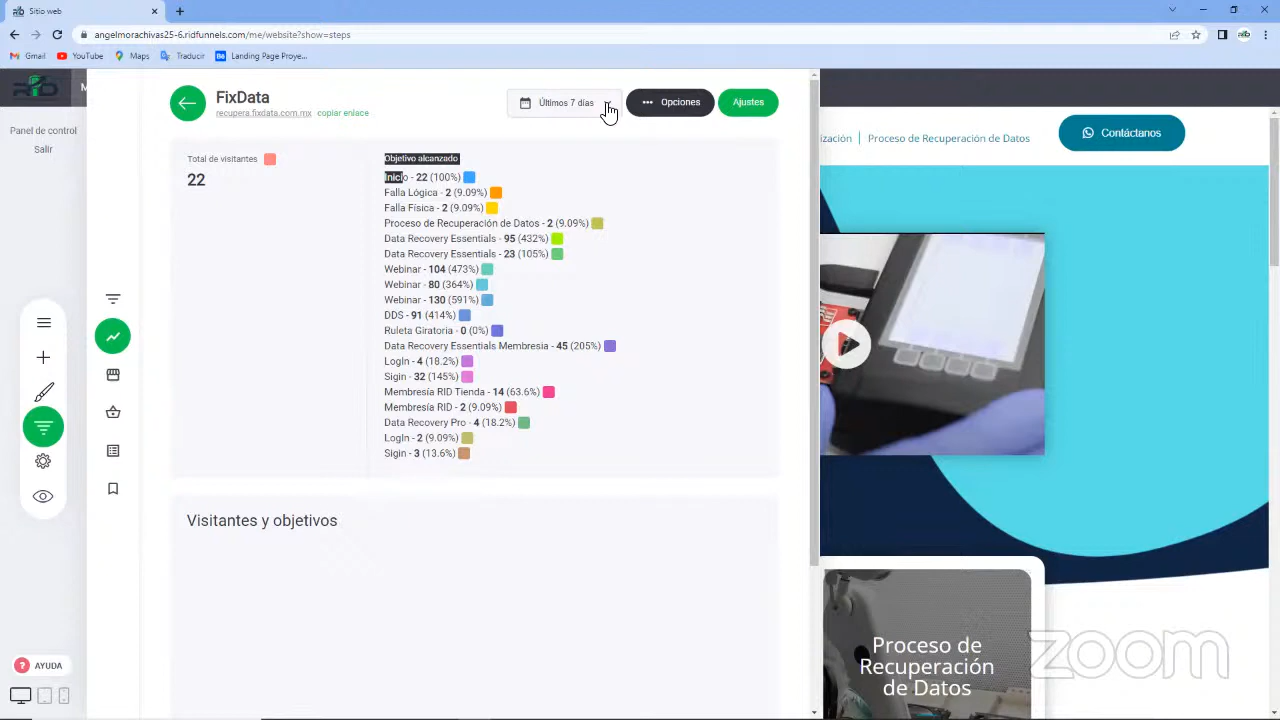 Sitio web
angelmorachivas25-6.ridfunnels.com/me/website?show=steps
Gmail
YouTube
Maps
Traducir
Landing Page Proye...
RID
M
Panel de control
Salir
FixData
recupera.fixdata.com.mx copiar enlace
Últimos 7 días
Opciones
Ajustes
ización
Proceso de Recuperación de Datos
Contáctanos
Total de visitantes
22
Objetivo alcanzado
Inicio - 22 (100%)
Falla Lógica - 2 (9.09%)
Falla Física - 2 (9.09%)
Proceso de Recuperación de Datos - 2 (9.09%)
Data Recovery Essentials - 95 (432%)
Data Recovery Essentials - 23 (105%)
Webinar - 104 (473%)
Webinar - 80 (364%)
Webinar - 130 (591%)
DDS - 91 (414%)
Ruleta Giratoria - 0 (0%)
Data Recovery Essentials Membresia - 45 (205%)
LogIn - 4 (18.2%)
Sigin - 32 (145%)
Membresía RID Tienda - 14 (63.6%)
Membresía RID - 2 (9.09%)
Data Recovery Pro - 4 (18.2%)
LogIn - 2 (9.09%)
Sigin - 3 (13.6%)
Visitantes y objetivos
? AYUDA
Proceso de
Recuperación
de Datos
zoom